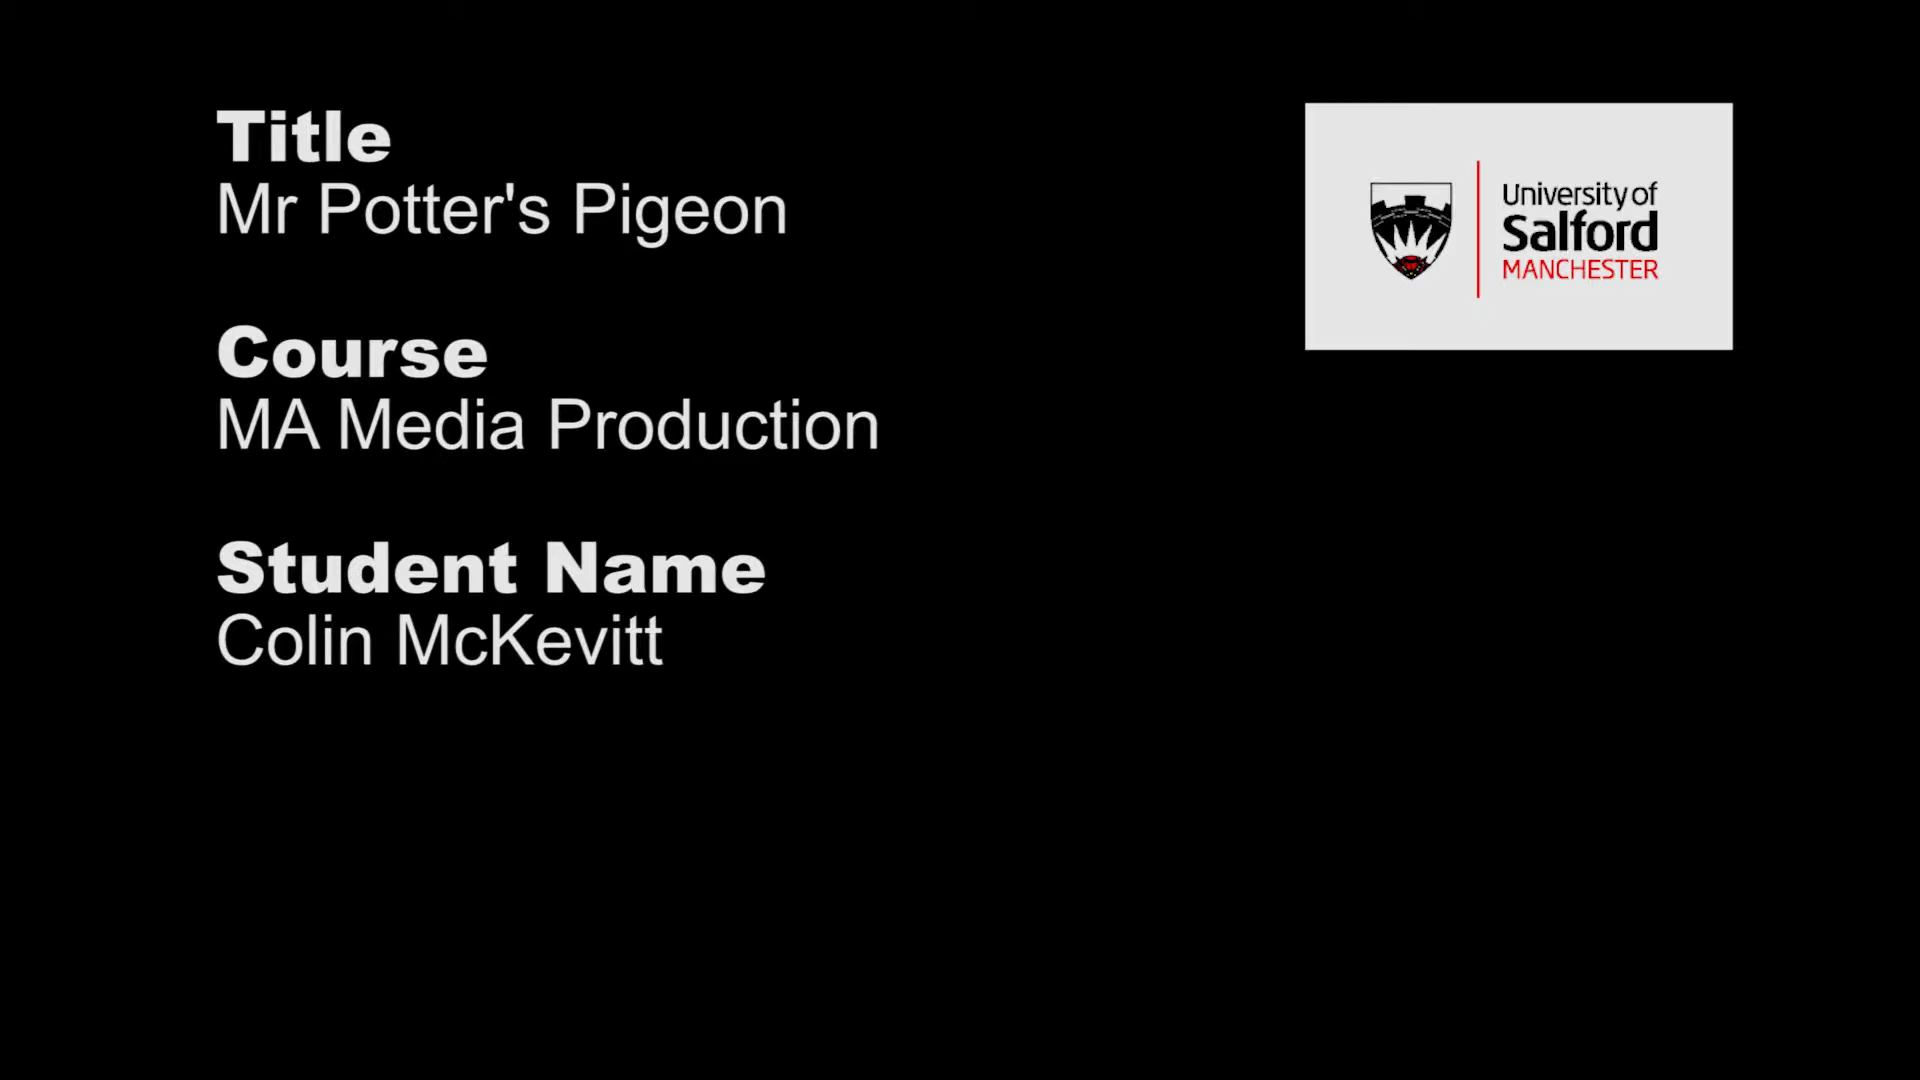 Title
Mr Potter's Pigeon
Course
MA Media Production
Student Name
Colin McKevitt
University of
Salford
MANCHESTER